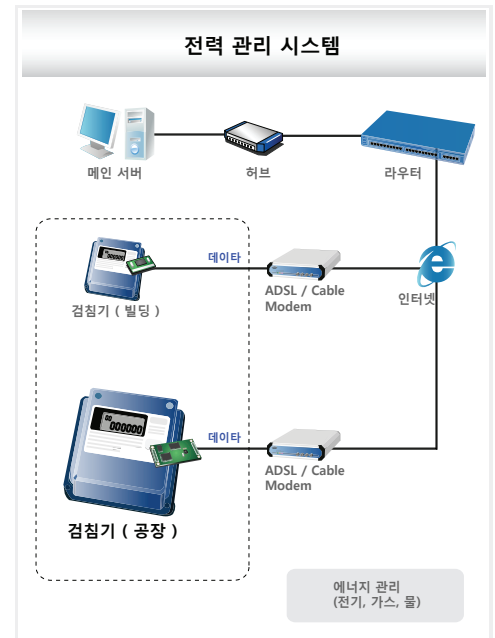 전력 관리 시스템
메인 서버
허브
라우터
데이타
ADSL / Cable
Modem
인터넷
검침기 ( 빌딩 )
000000
00
000000
데이타
ADSL / Cable
Modem
검침기 ( 공장 )
에너지 관리
(전기, 가스, 물)